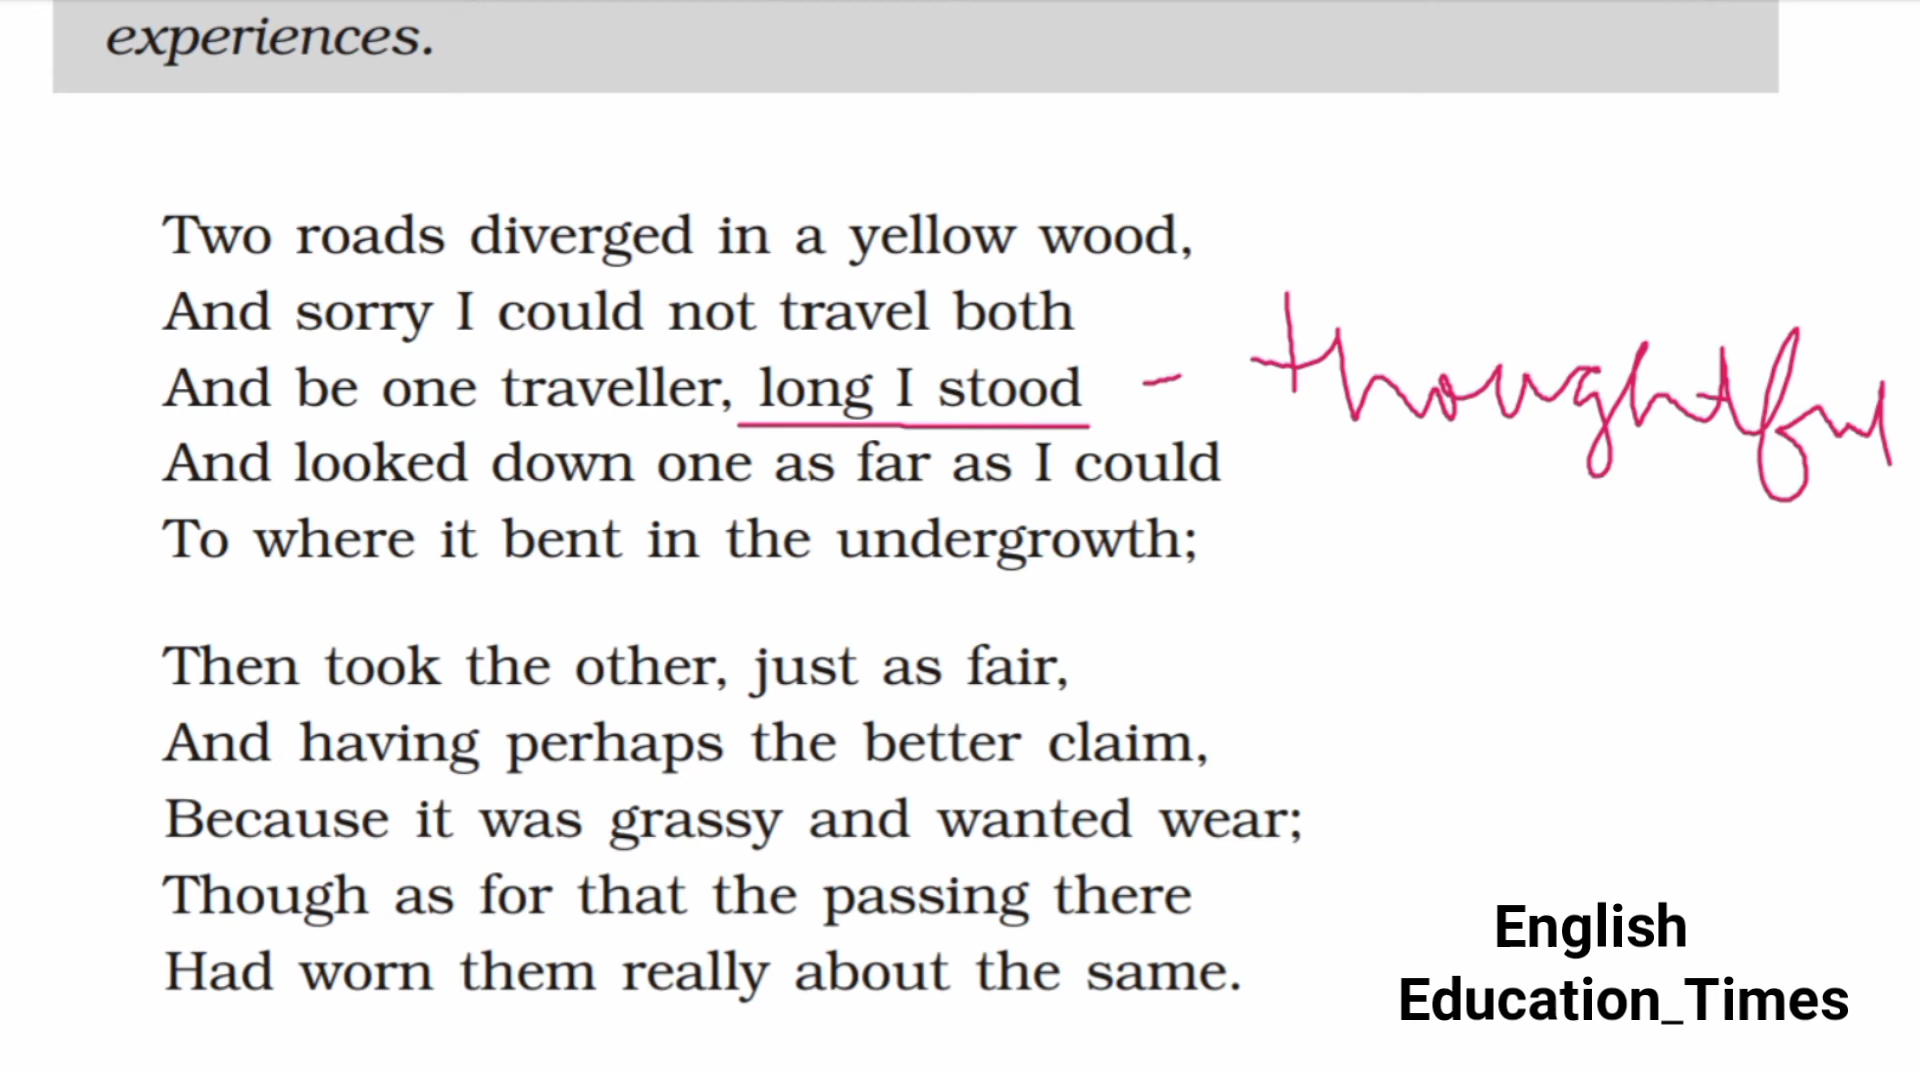 experiences.
Two roads diverged in a yellow wood,
And sorry I could not travel both
And be one traveller, long I stood - thoughtful
And looked down one as far as I could
To where it bent in the undergrowth;
Then took the other, just as fair,
And having perhaps the better claim,
Because it was grassy and wanted wear;
Though as for that the passing there
Had worn them really about the same.
English
Education_Times